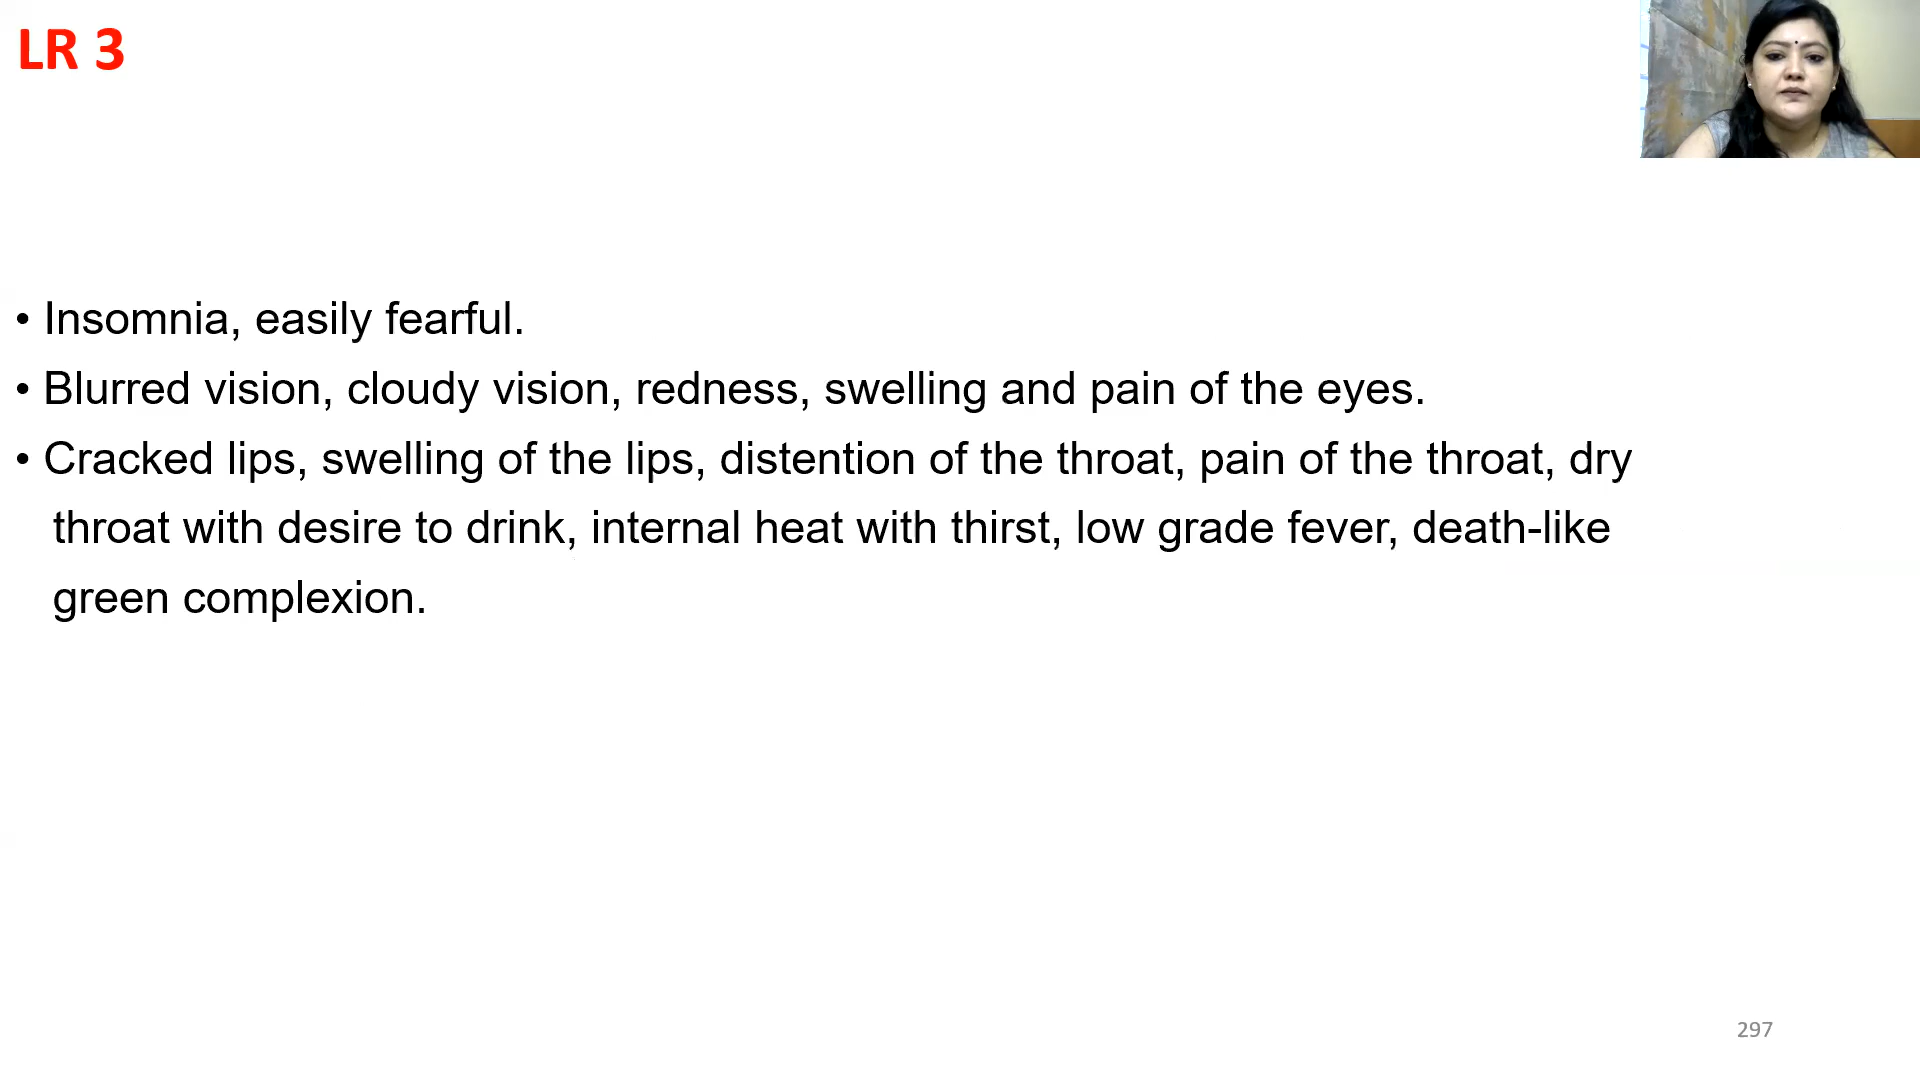 LR 3
• Insomnia, easily fearful.
• Blurred vision, cloudy vision, redness, swelling and pain of the eyes.
• Cracked lips, swelling of the lips, distention of the throat, pain of the throat, dry
throat with desire to drink, internal heat with thirst, low grade fever, death-like
green complexion.
297